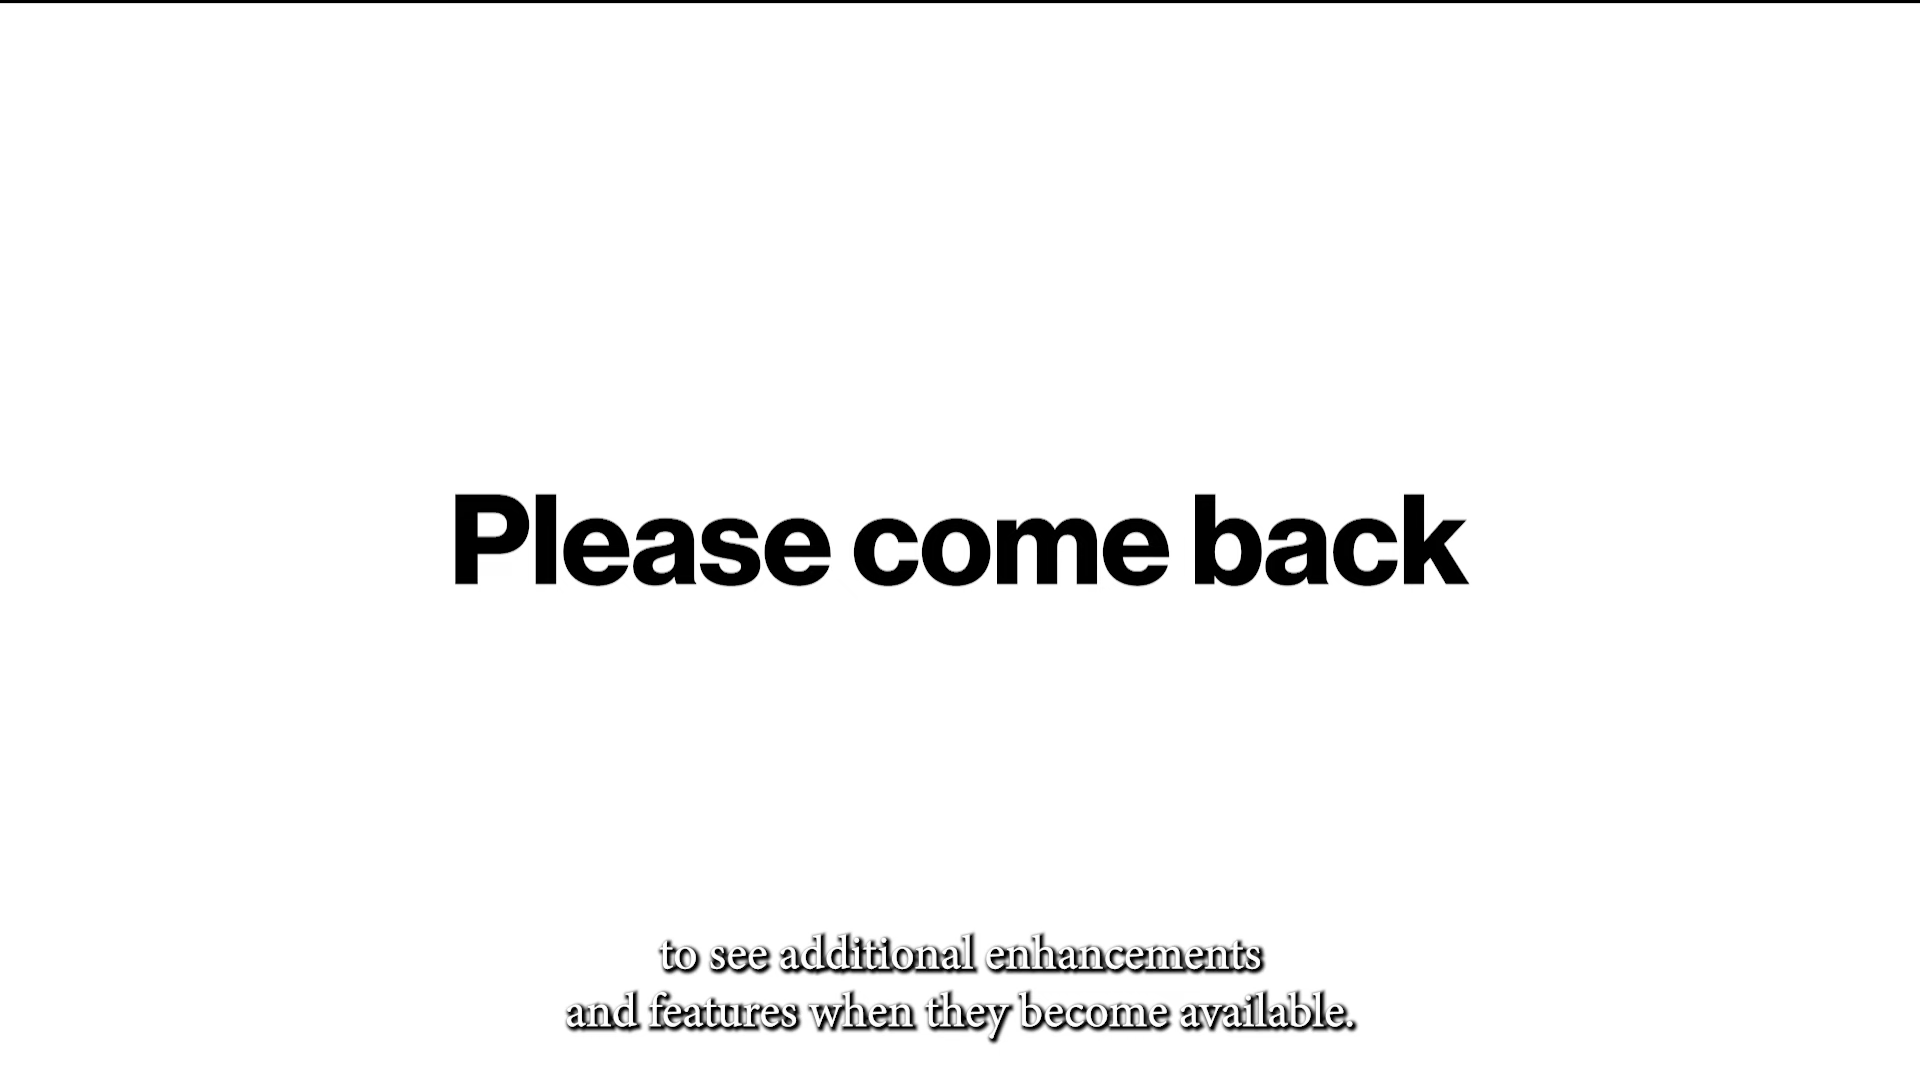 Please come back
to see additional enhancements
and features when they become available.